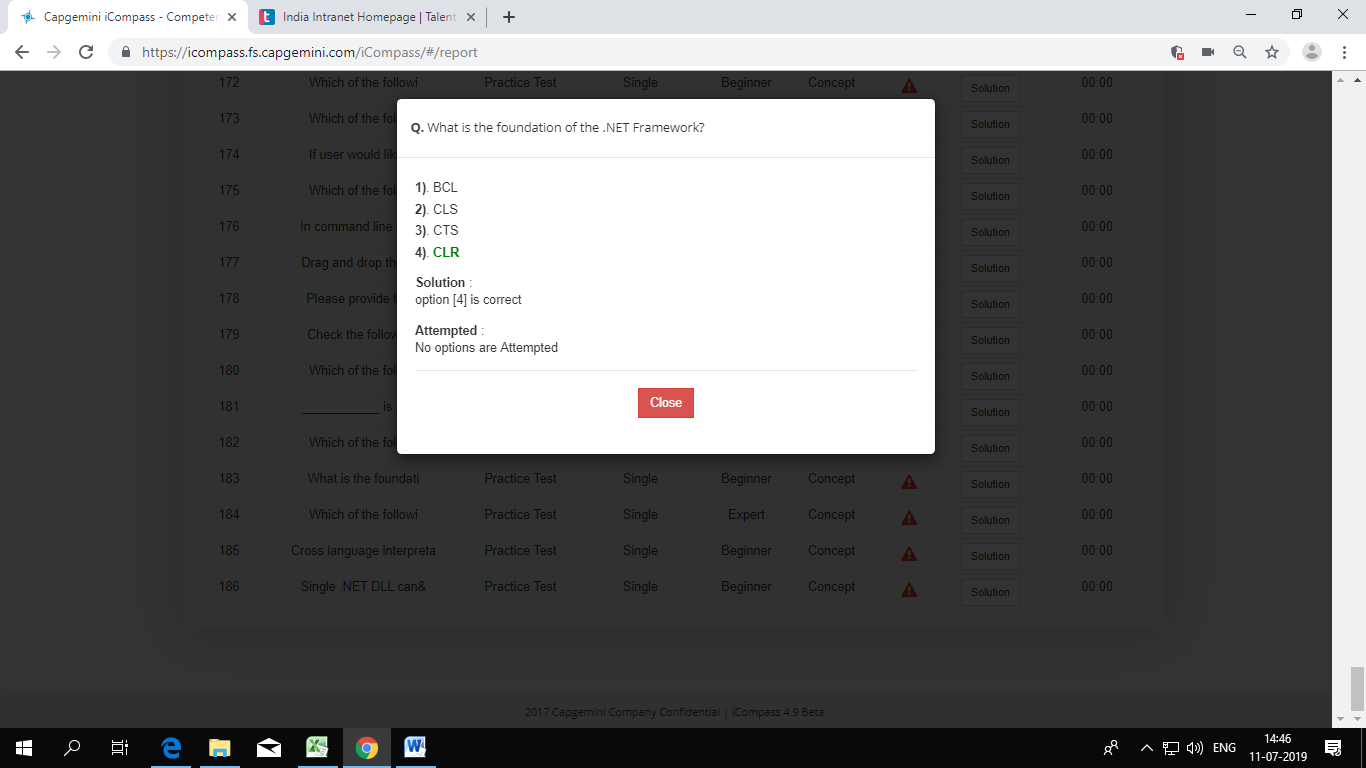 Capgemini iCompass - Competer
India Intranet Homepage | Talent
https://icompass.fs.capgemini.com/iCompass/#/report
172 Which of the followi Practice Test Single Beginner Concept Solution 00:00
173 Which of the fol Solution 00:00
174 If user would lik Solution 00:00
175 Which of the fol Solution 00:00
176 In command line Solution 00:00
177 Drag and drop th Solution 00:00
178 Please provide t Solution 00:00
179 Check the follow Solution 00:00
180 Which of the fol Solution 00:00
181 ___________ is Solution 00:00
182 Which of the fol Solution 00:00
183 What is the foundati Practice Test Single Beginner Concept Solution 00:00
184 Which of the followi Practice Test Single Expert Concept Solution 00:00
185 Cross language interpreta Practice Test Single Beginner Concept Solution 00:00
186 Single .NET DLL can& Practice Test Single Beginner Concept Solution 00:00
Q. What is the foundation of the .NET Framework?
1). BCL
2). CLS
3). CTS
4). CLR
Solution :
option [4] is correct
Attempted :
No options are Attempted
Close
2017 Capgemini Company Confidential | iCompass 4.9 Beta
ENG
14:46
11-07-2019